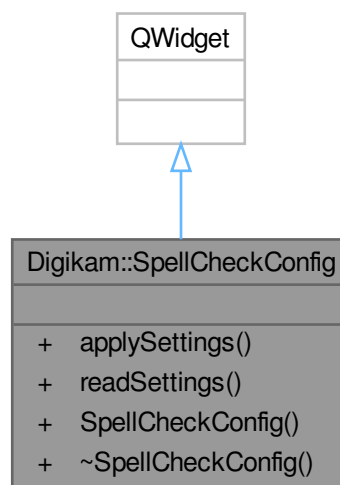 QWidget
Digikam::SpellCheckConfig
+ applySettings()
+ readSettings()
+ SpellCheckConfig()
+ ~SpellCheckConfig()